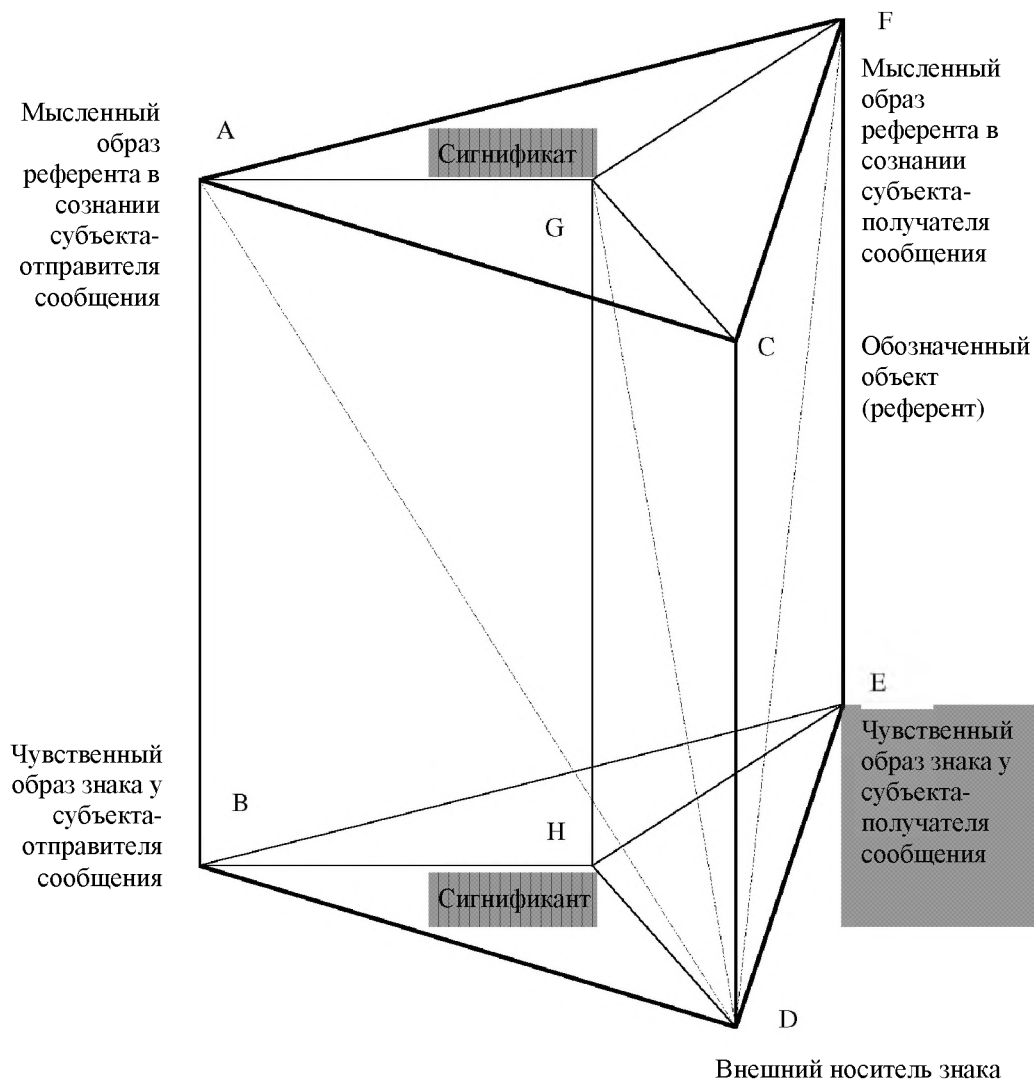 F
Мысленный
образ
референта в
сознании
субъекта-
получателя
сообщения
Мысленный
образ
референта в
сознании
субъекта-
отправителя
сообщения
A
Сигнификат
G
C
Обозначенный
объект
(референт)
E
Чувственный
образ знака у
субъекта-
получателя
сообщения
Чувственный
образ знака у
субъекта-
отправителя
сообщения
B
H
Сигнификант
D
Внешний носитель знака